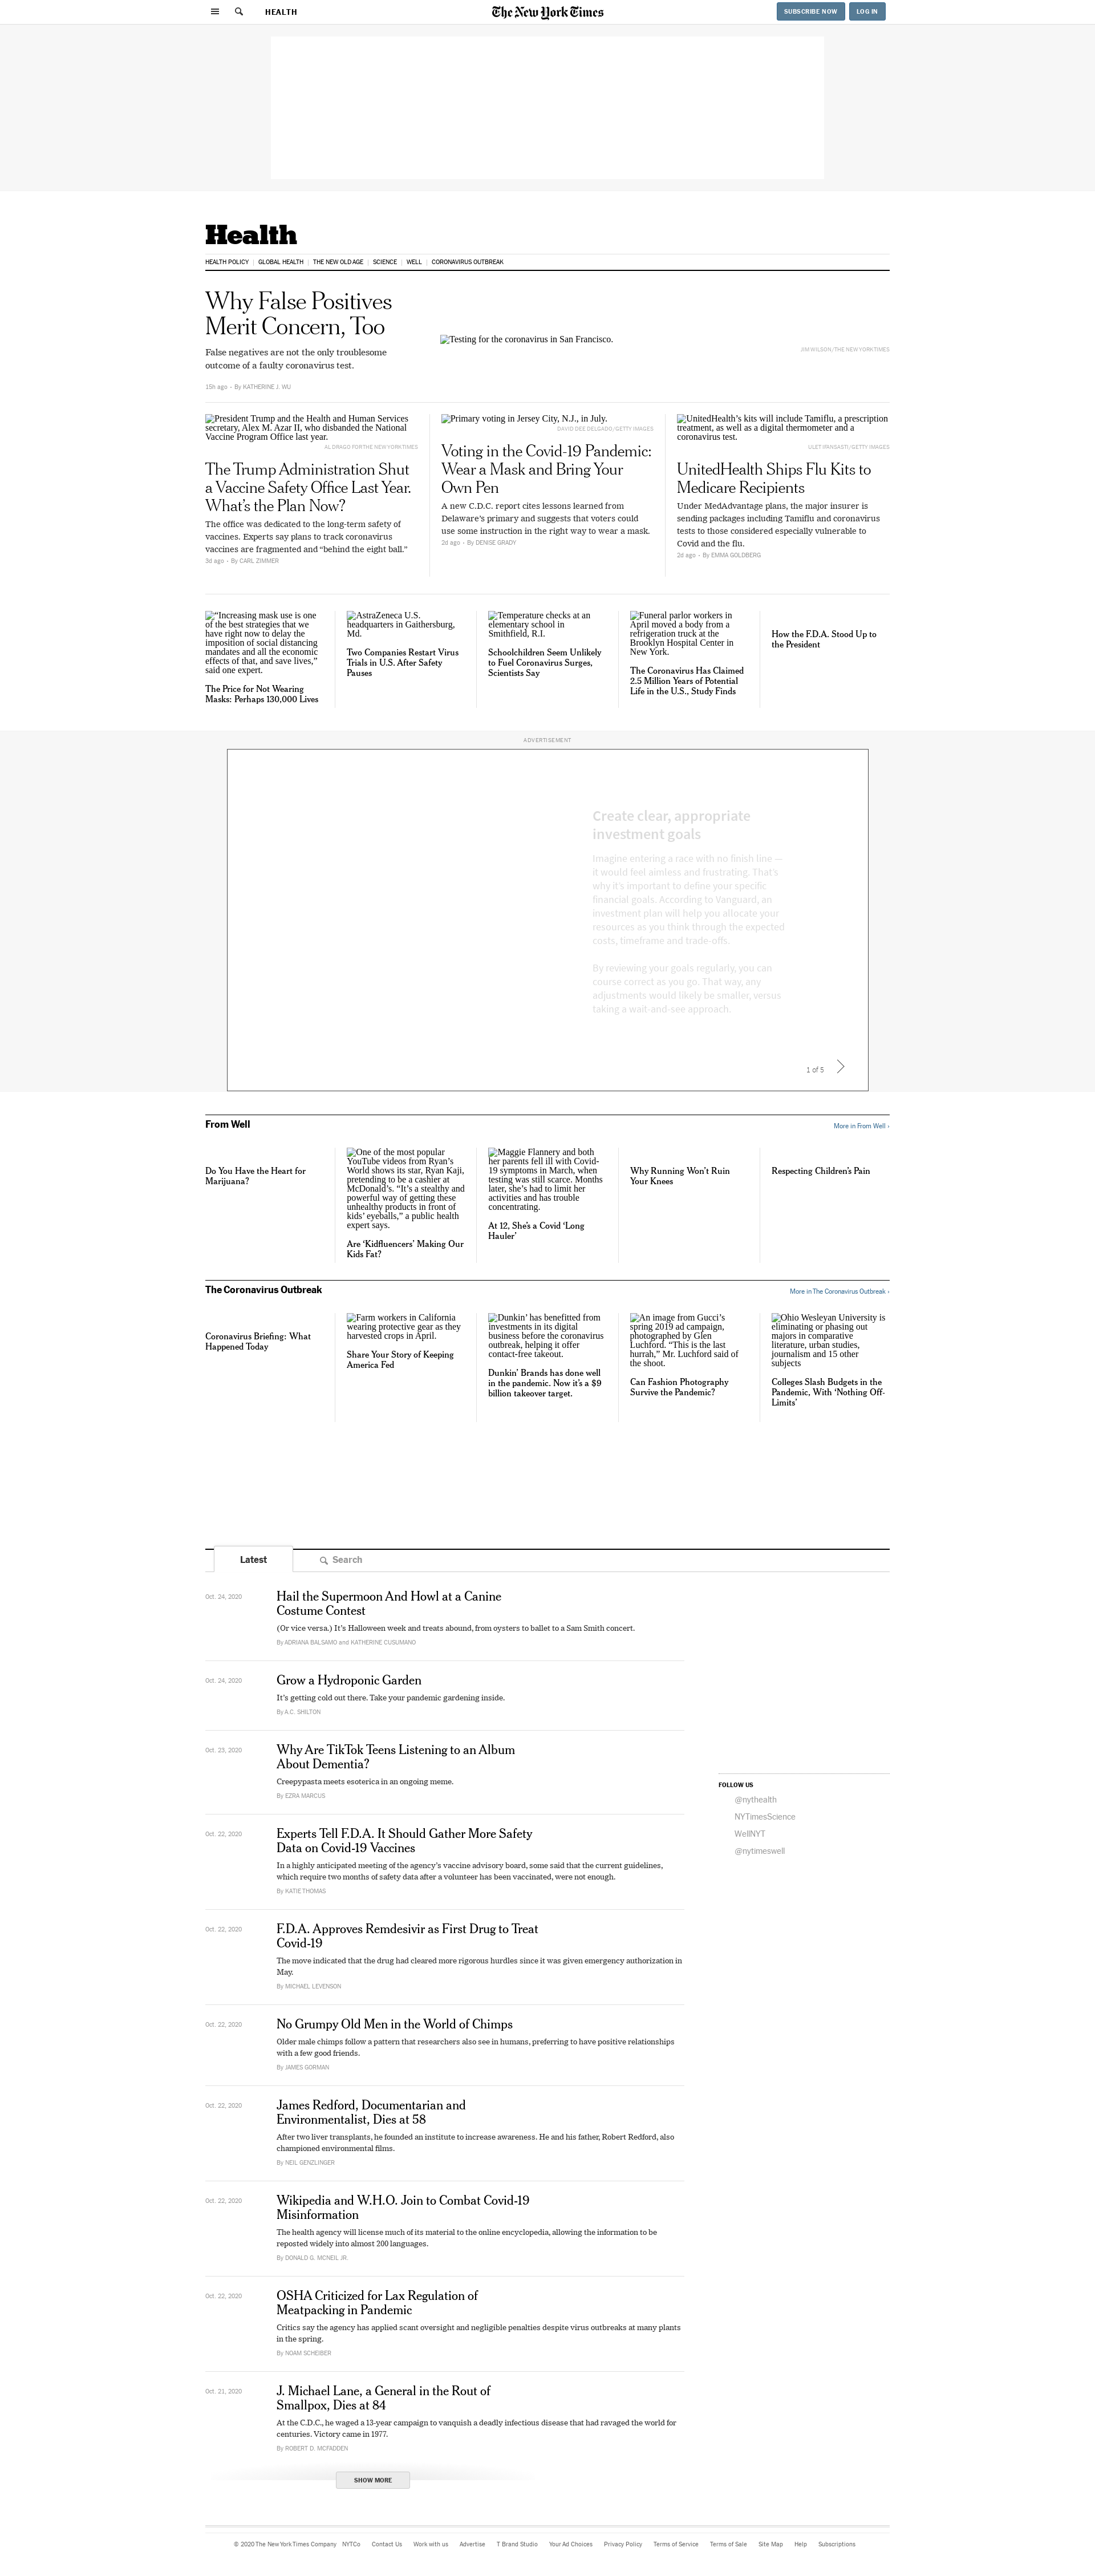 HEALTH
The New York Times
SUBSCRIBE NOW
LOG IN
Health
HEALTH POLICY
GLOBAL HEALTH
THE NEW OLD AGE
SCIENCE
WELL
CORONAVIRUS OUTBREAK
Why False Positives
Merit Concern, Too
False negatives are not the only troublesome
outcome of a faulty coronavirus test.
15h ago - By KATHERINE J. WU
Testing for the coronavirus in San Francisco.
JIM WILSON/THE NEW YORK TIMES
President Trump and the Health and Human Services
secretary, Alex M. Azar II, who disbanded the National
Vaccine Program Office last year.
AL DRAGO FOR THE NEW YORK TIMES
The Trump Administration Shut
a Vaccine Safety Office Last Year.
What’s the Plan Now?
The office was dedicated to the long-term safety of
vaccines. Experts say plans to track coronavirus
vaccines are fragmented and “behind the eight ball.”
3d ago - By CARL ZIMMER
Primary voting in Jersey City, N.J., in July.
DAVID DEE DELGADO/GETTY IMAGES
Voting in the Covid-19 Pandemic:
Wear a Mask and Bring Your
Own Pen
A new C.D.C. report cites lessons learned from
Delaware’s primary and suggests that voters could
use some instruction in the right way to wear a mask.
2d ago - By DENISE GRADY
UnitedHealth’s kits will include Tamiflu, a prescription
treatment, as well as a digital thermometer and a
coronavirus test.
ULET IFANSASTI/GETTY IMAGES
UnitedHealth Ships Flu Kits to
Medicare Recipients
Under MedAdvantage plans, the major insurer is
sending packages including Tamiflu and coronavirus
tests to those considered especially vulnerable to
Covid and the flu.
2d ago - By EMMA GOLDBERG
“Increasing mask use is one
of the best strategies that we
have right now to delay the
imposition of social distancing
mandates and all the economic
effects of that, and save lives,”
said one expert.
The Price for Not Wearing
Masks: Perhaps 130,000 Lives
AstraZeneca U.S.
headquarters in Gaithersburg,
Md.
Two Companies Restart Virus
Trials in U.S. After Safety
Pauses
Temperature checks at an
elementary school in
Smithfield, R.I.
Schoolchildren Seem Unlikely
to Fuel Coronavirus Surges,
Scientists Say
Funeral parlor workers in
April moved a body from a
refrigeration truck at the
Brooklyn Hospital Center in
New York.
The Coronavirus Has Claimed
2.5 Million Years of Potential
Life in the U.S., Study Finds
How the F.D.A. Stood Up to
the President
ADVERTISEMENT
Create clear, appropriate
investment goals
Imagine entering a race with no finish line —
it would feel aimless and frustrating. That’s
why it’s important to define your specific
financial goals. According to Vanguard, an
investment plan will help you allocate your
resources as you think through the expected
costs, timeframe and trade-offs.
By reviewing your goals regularly, you can
course correct as you go. That way, any
adjustments would likely be smaller, versus
taking a wait-and-see approach.
1 of 5
From Well
More in From Well ›
Do You Have the Heart for
Marijuana?
One of the most popular
YouTube videos from Ryan’s
World shows its star, Ryan Kaji,
pretending to be a cashier at
McDonald’s. “It’s a stealthy and
powerful way of getting these
unhealthy products in front of
kids’ eyeballs,” a public health
expert says.
Are ‘Kidfluencers’ Making Our
Kids Fat?
Maggie Flannery and both
her parents fell ill with Covid-
19 symptoms in March, when
testing was still scarce. Months
later, she’s had to limit her
activities and has trouble
concentrating.
At 12, She’s a Covid ‘Long
Hauler’
Why Running Won’t Ruin
Your Knees
Respecting Children’s Pain
The Coronavirus Outbreak
More in The Coronavirus Outbreak ›
Coronavirus Briefing: What
Happened Today
Farm workers in California
wearing protective gear as they
harvested crops in April.
Share Your Story of Keeping
America Fed
Dunkin’ has benefitted from
investments in its digital
business before the coronavirus
outbreak, helping it offer
contact-free takeout.
Dunkin’ Brands has done well
in the pandemic. Now it’s a $9
billion takeover target.
An image from Gucci’s
spring 2019 ad campaign,
photographed by Glen
Luchford. “This is the last
hurrah,” Mr. Luchford said of
the shoot.
Can Fashion Photography
Survive the Pandemic?
Ohio Wesleyan University is
eliminating or phasing out
majors in comparative
literature, urban studies,
journalism and 15 other
subjects
Colleges Slash Budgets in the
Pandemic, With ‘Nothing Off-
Limits’
Latest
Search
Oct. 24, 2020
Hail the Supermoon And Howl at a Canine
Costume Contest
(Or vice versa.) It’s Halloween week and treats abound, from oysters to ballet to a Sam Smith concert.
By ADRIANA BALSAMO and KATHERINE CUSUMANO
Oct. 24, 2020
Grow a Hydroponic Garden
It’s getting cold out there. Take your pandemic gardening inside.
By A.C. SHILTON
Oct. 23, 2020
Why Are TikTok Teens Listening to an Album
About Dementia?
Creepypasta meets esoterica in an ongoing meme.
By EZRA MARCUS
Oct. 22, 2020
Experts Tell F.D.A. It Should Gather More Safety
Data on Covid-19 Vaccines
In a highly anticipated meeting of the agency’s vaccine advisory board, some said that the current guidelines,
which require two months of safety data after a volunteer has been vaccinated, were not enough.
By KATIE THOMAS
Oct. 22, 2020
F.D.A. Approves Remdesivir as First Drug to Treat
Covid-19
The move indicated that the drug had cleared more rigorous hurdles since it was given emergency authorization in
May.
By MICHAEL LEVENSON
Oct. 22, 2020
No Grumpy Old Men in the World of Chimps
Older male chimps follow a pattern that researchers also see in humans, preferring to have positive relationships
with a few good friends.
By JAMES GORMAN
Oct. 22, 2020
James Redford, Documentarian and
Environmentalist, Dies at 58
After two liver transplants, he founded an institute to increase awareness. He and his father, Robert Redford, also
championed environmental films.
By NEIL GENZLINGER
Oct. 22, 2020
Wikipedia and W.H.O. Join to Combat Covid-19
Misinformation
The health agency will license much of its material to the online encyclopedia, allowing the information to be
reposted widely into almost 200 languages.
By DONALD G. MCNEIL JR.
Oct. 22, 2020
OSHA Criticized for Lax Regulation of
Meatpacking in Pandemic
Critics say the agency has applied scant oversight and negligible penalties despite virus outbreaks at many plants
in the spring.
By NOAM SCHEIBER
Oct. 21, 2020
J. Michael Lane, a General in the Rout of
Smallpox, Dies at 84
At the C.D.C., he waged a 13-year campaign to vanquish a deadly infectious disease that had ravaged the world for
centuries. Victory came in 1977.
By ROBERT D. MCFADDEN
SHOW MORE
FOLLOW US
@nythealth
NYTimesScience
WellNYT
@nytimeswell
© 2020 The New York Times Company NYTCo Contact Us Work with us Advertise T Brand Studio Your Ad Choices Privacy Policy Terms of Service Terms of Sale Site Map Help Subscriptions